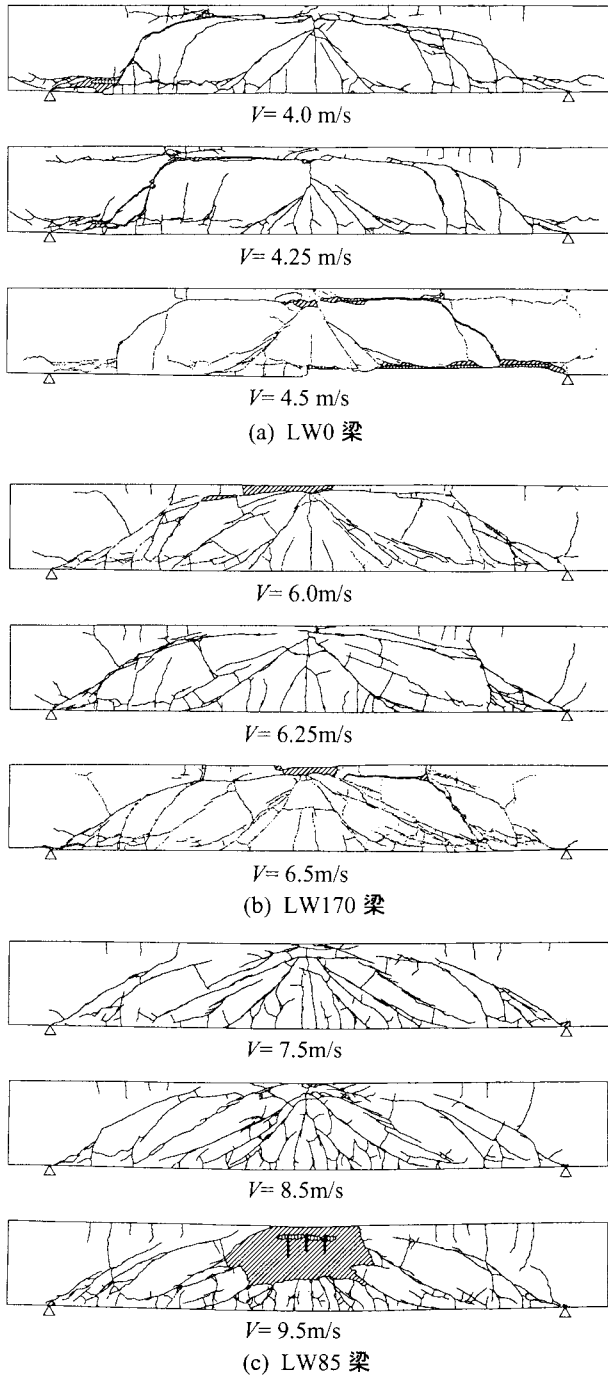 V= 4.0 m/s
V= 4.25 m/s
V= 4.5 m/s
(a) LW0 梁
V= 6.0m/s
V= 6.25m/s
V= 6.5m/s
(b) LW170 梁
V= 7.5m/s
V= 8.5m/s
V= 9.5m/s
(c) LW85 梁